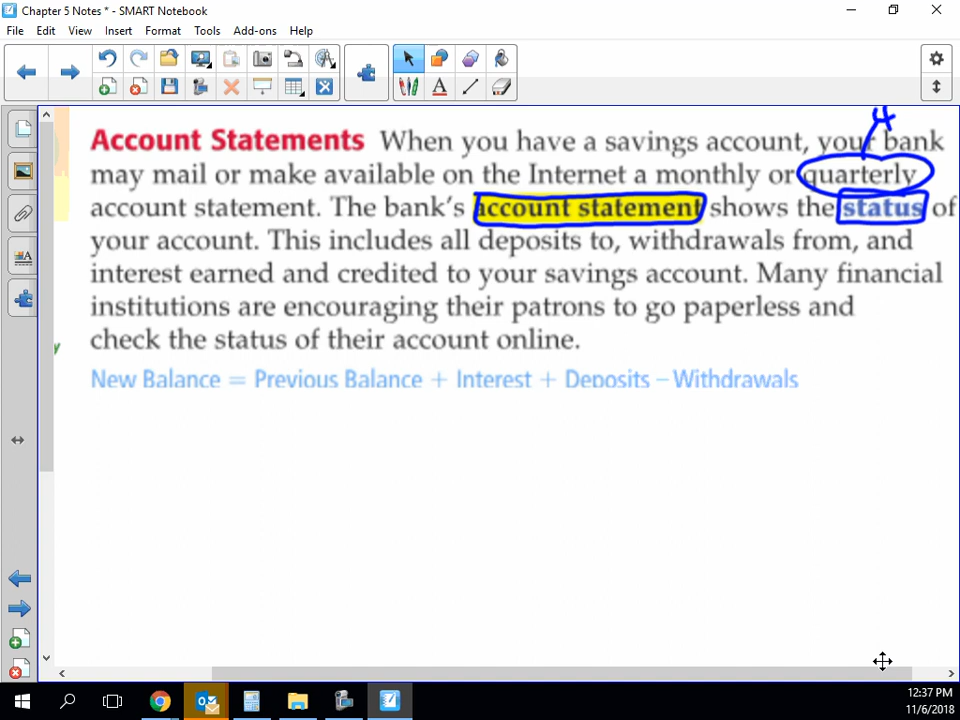 Chapter 5 Notes * - SMART Notebook
File Edit View Insert Format Tools Add-ons Help
4
Account Statements When you have a savings account, your bank
may mail or make available on the Internet a monthly or quarterly
account statement. The bank's account statement shows the status of
your account. This includes all deposits to, withdrawals from, and
interest earned and credited to your savings account. Many financial
institutions are encouraging their patrons to go paperless and
check the status of their account online.
y
New Balance = Previous Balance + Interest + Deposits – Withdrawals
12:37 PM
11/6/2018